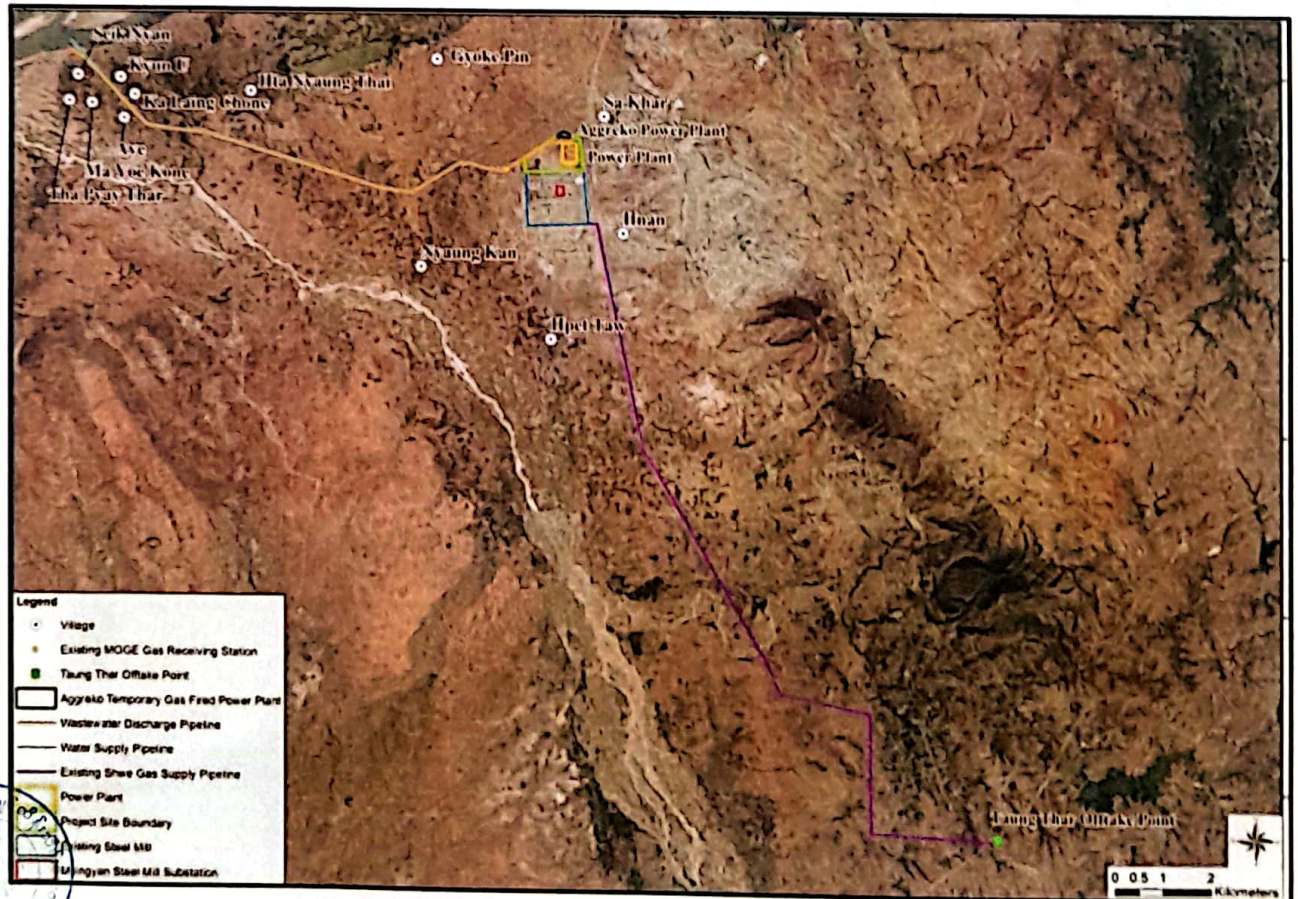 Seik Nyan
Kyun U
Gyoke Pin
Hta Nyaung Thai
Ka Laing Chone
Sa Khar
Aggreko Power Plant
Aye
Power Plant
Ma Yoe Kone
Tha Pyay Thar
Hnan
Nyaung Kan
Hpet Taw
Legend
Village
Existing MOGE Gas Receiving Station
Taung Thar Offtake Point
Aggreko Temporary Gas Fired Power Plant
Wastewater Discharge Pipeline
Water Supply Pipeline
Existing Shwe Gas Supply Pipeline
Power Plant
Project Site Boundary
Existing Steel Mill
Myingyan Steel Mill Substation
Taung Thar Offtake Point
0 0.5 1 2
Kilometers